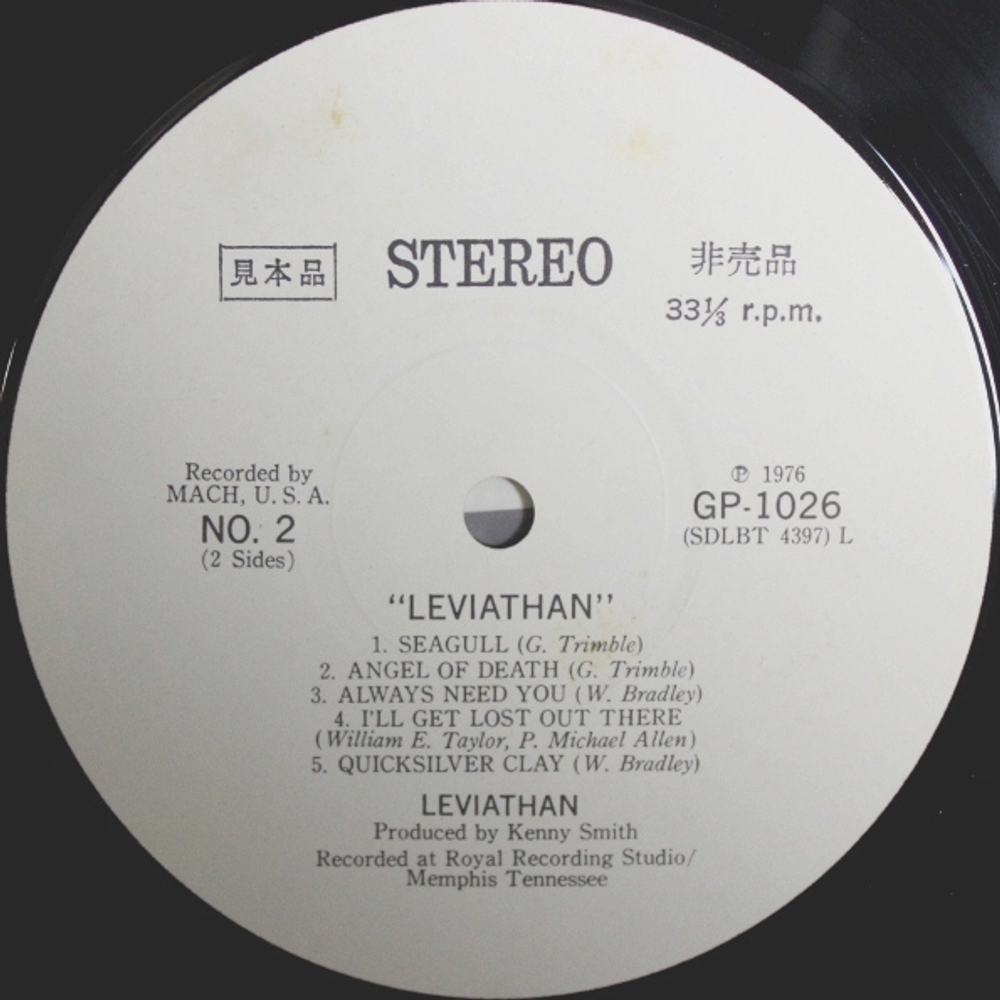 見本品
STEREO
非売品
33⅓ r.p.m.
Recorded by
MACH, U. S. A.
NO. 2
(2 Sides)
℗ 1976
GP-1026
(SDLBT 4397) L
“LEVIATHAN”
1. SEAGULL (G. Trimble)
2. ANGEL OF DEATH (G. Trimble)
3. ALWAYS NEED YOU (W. Bradley)
4. I'LL GET LOST OUT THERE
(William E. Taylor, P. Michael Allen)
5. QUICKSILVER CLAY (W. Bradley)
LEVIATHAN
Produced by Kenny Smith
Recorded at Royal Recording Studio/
Memphis Tennessee